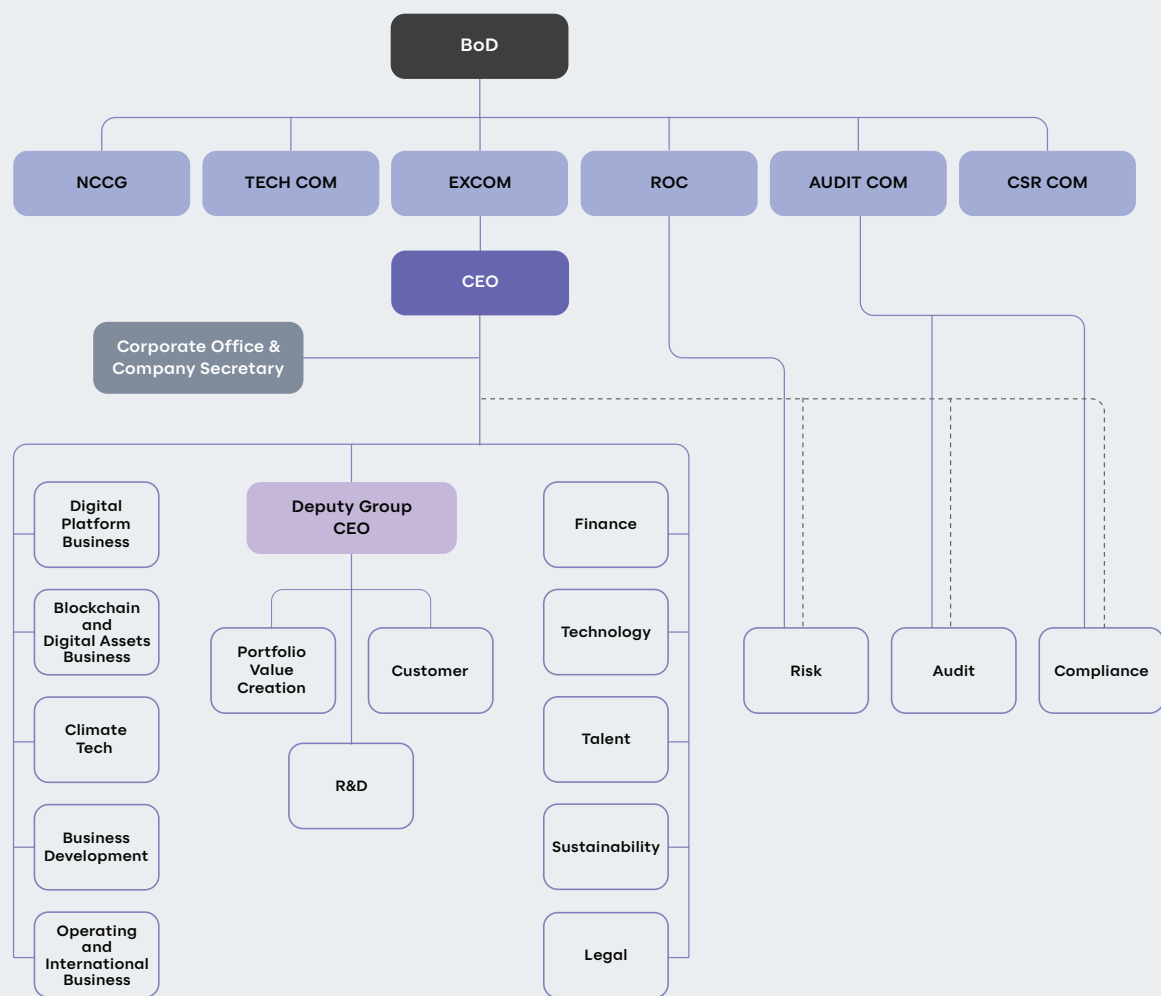 BoD
NCCG
TECH COM
EXCOM
ROC
AUDIT COM
CSR COM
CEO
Corporate Office &
Company Secretary
Digital
Platform
Business
Blockchain
and
Digital Assets
Business
Climate
Tech
Business
Development
Operating
and
International
Business
Deputy Group
CEO
Portfolio
Value
Creation
Customer
R&D
Finance
Technology
Talent
Sustainability
Legal
Risk
Audit
Compliance